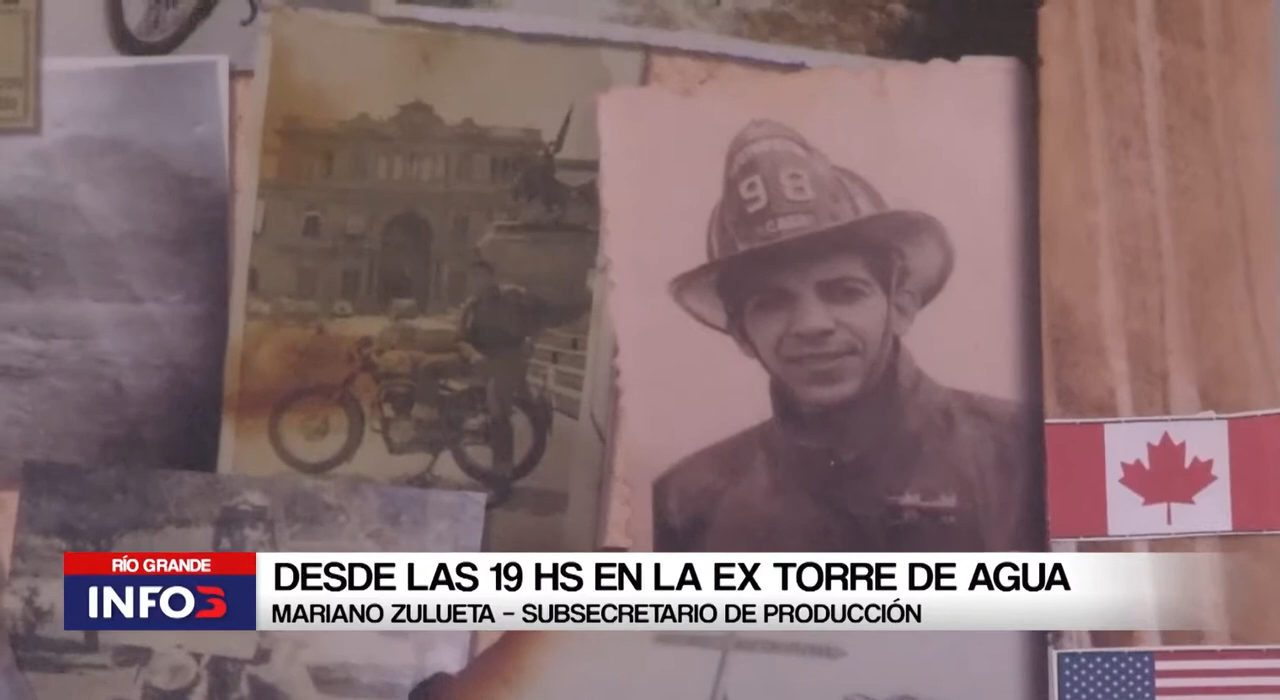 98
RÍO GRANDE
INFO3
DESDE LAS 19 HS EN LA EX TORRE DE AGUA
MARIANO ZULUETA – SUBSECRETARIO DE PRODUCCIÓN